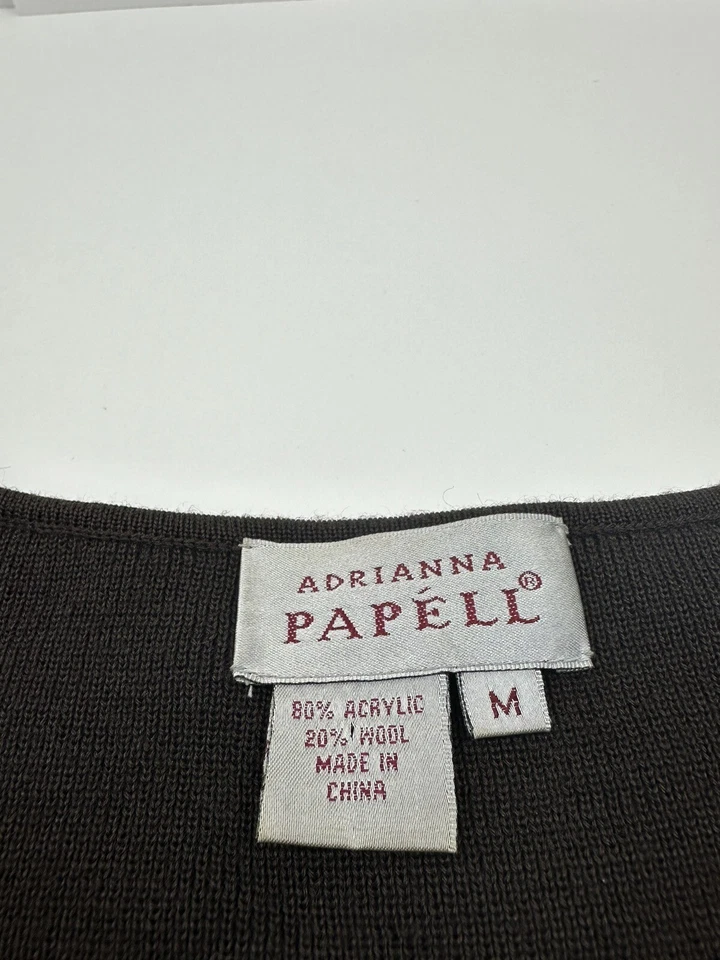 ADRIANNA
PAPÉLL®
80% ACRYLIC
20% WOOL
MADE IN
CHINA
M